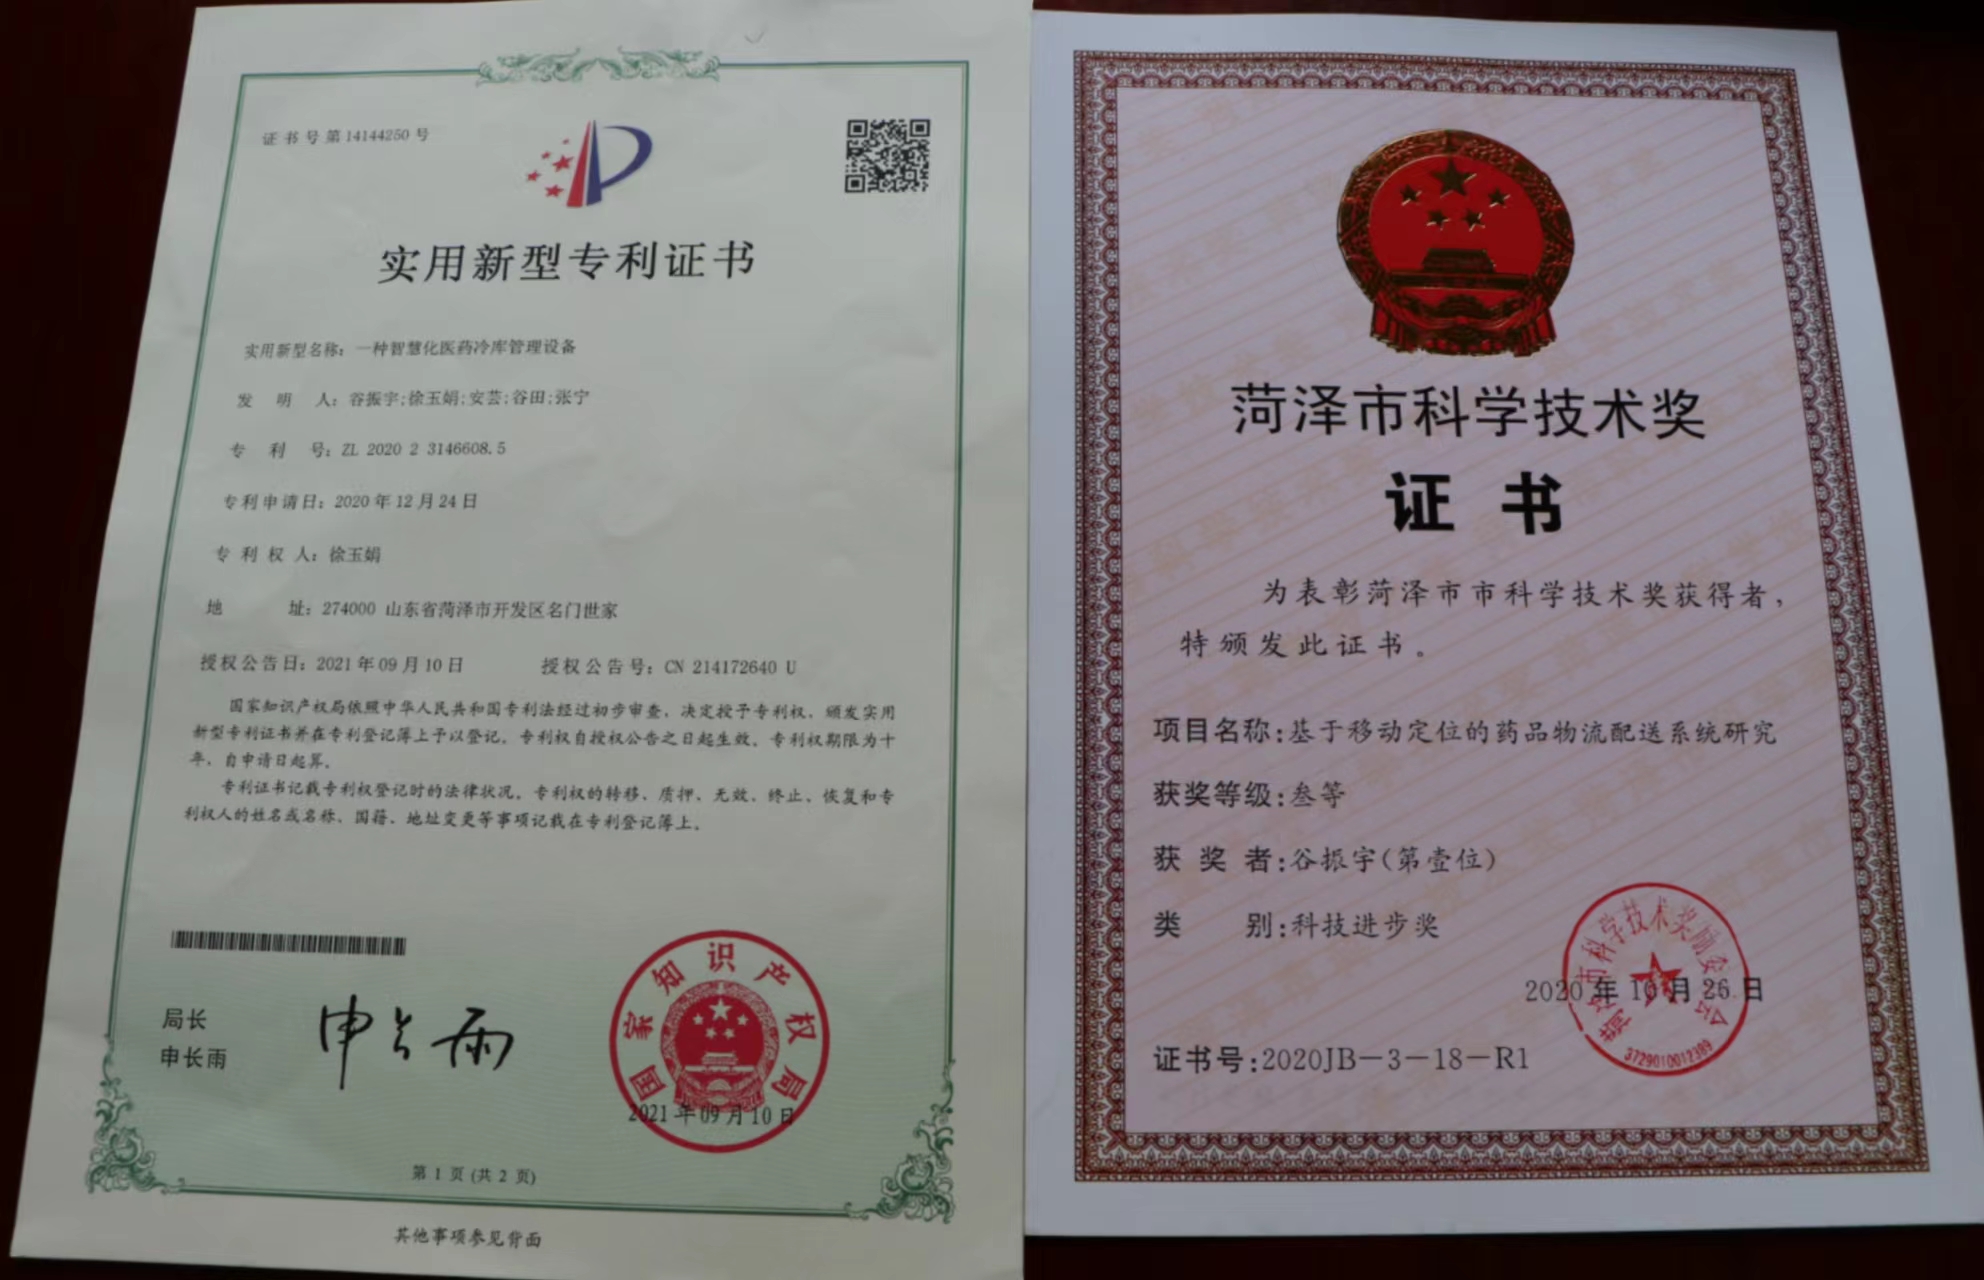 证书号第14144250号
实用新型专利证书
实用新型名称：一种智慧化医药冷库管理设备
发明人：谷振宇;徐玉娟;安芸;谷田;张宁
专利号：ZL 2020 2 3146608.5
专利申请日：2020年12月24日
专利权人：徐玉娟
地址：274000 山东省菏泽市开发区名门世家
授权公告日：2021年09月10日 授权公告号：CN 214172640 U
国家知识产权局依照中华人民共和国专利法经过初步审查，决定授予专利权，颁发实用
新型专利证书并在专利登记簿上予以登记。专利权自授权公告之日起生效。专利权期限为十
年，自申请日起算。
专利证书记载专利权登记时的法律状况。专利权的转移、质押、无效、终止、恢复和专
利权人的姓名或名称、国籍、地址变更等事项记载在专利登记簿上。
局长
申长雨
申长雨
国家知识产权局
2021年09月10日
第 1 页 (共 2 页)
其他事项参见背面
菏泽市科学技术奖
证书
为表彰菏泽市市科学技术奖获得者，
特颁发此证书。
项目名称:基于移动定位的药品物流配送系统研究
获奖等级:叁等
获奖者:谷振宇(第壹位)
类别:科技进步奖
菏泽市科学技术奖励委员会
2020年10月26日
3729010012389
证书号:2020JB-3-18-R1